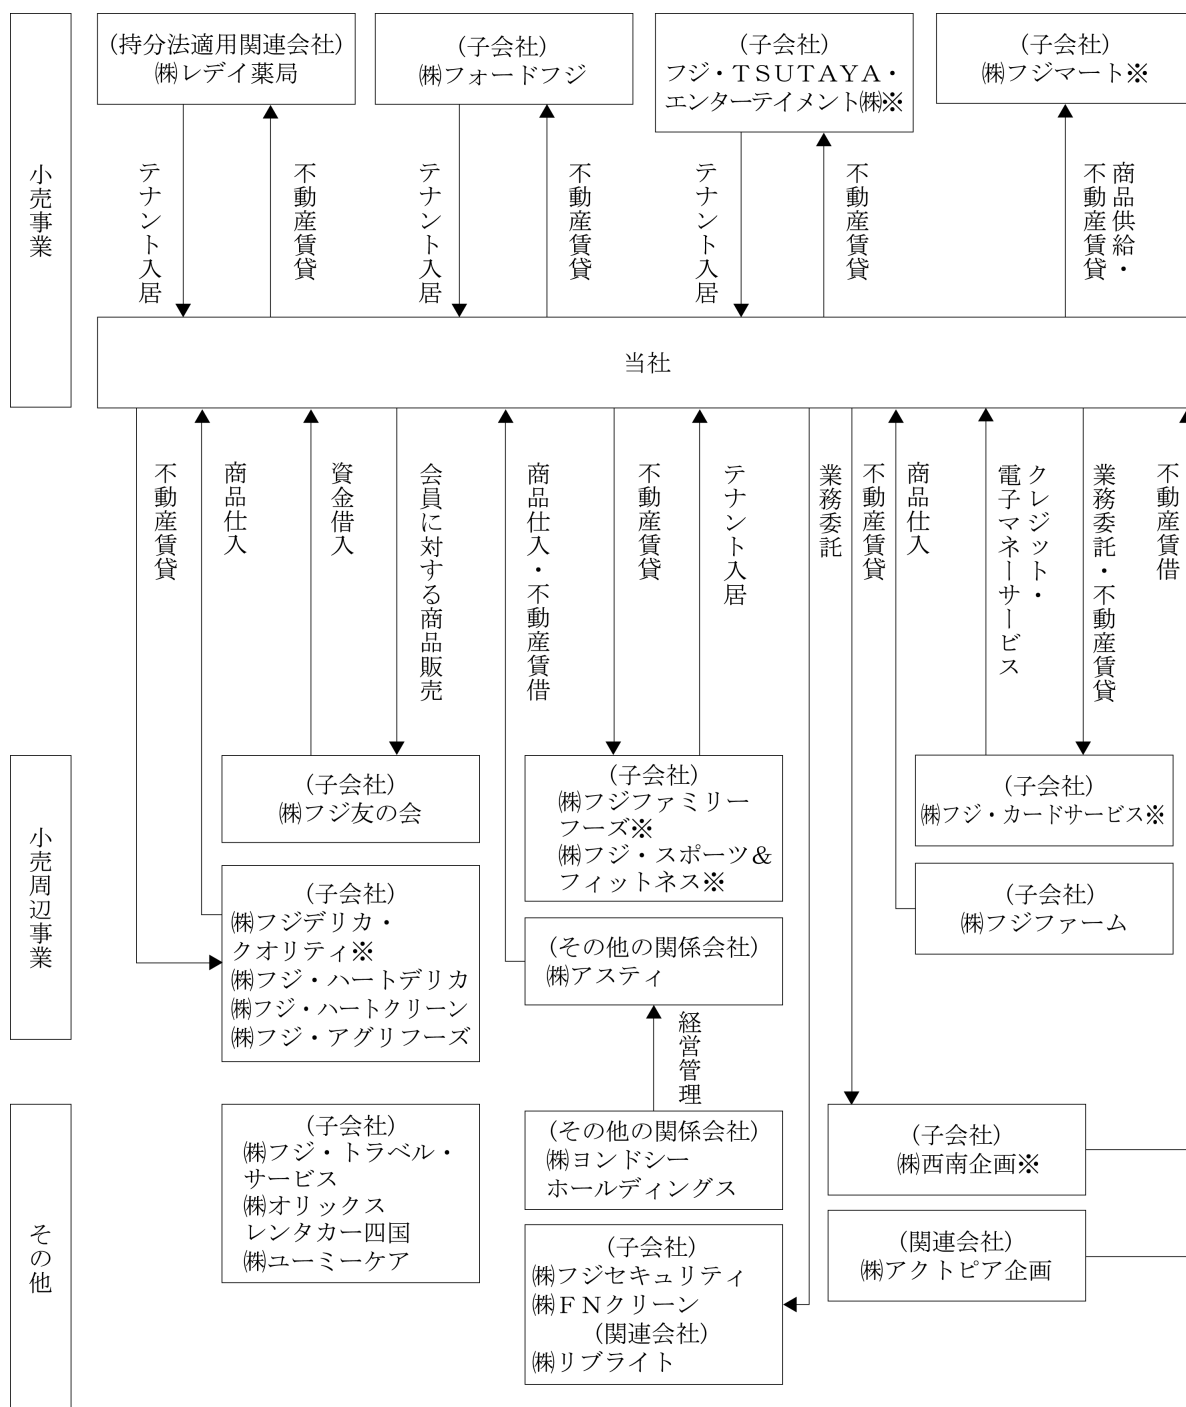 小売事業
(持分法適用関連会社)
㈱レデイ薬局
(子会社)
㈱フォードフジ
(子会社)
フジ・ＴＳＵＴＡＹＡ・
エンターテイメント㈱※
(子会社)
㈱フジマート※
テナント入居
不動産賃貸
テナント入居
不動産賃貸
テナント入居
不動産賃貸
商品供給・
不動産賃貸
当社
不動産賃貸
商品仕入
資金借入
会員に対する商品販売
商品仕入・不動産賃借
不動産賃貸
テナント入居
業務委託
不動産賃貸
商品仕入
クレジット・
電子マネーサービス
業務委託・不動産賃貸
不動産賃借
小売周辺事業
(子会社)
㈱フジ友の会
(子会社)
㈱フジデリカ・
クオリティ※
㈱フジ・ハートデリカ
㈱フジ・ハートクリーン
㈱フジ・アグリフーズ
(子会社)
㈱フジファミリー
フーズ※
㈱フジ・スポーツ＆
フィットネス※
(その他の関係会社)
㈱アスティ
経営管理
(子会社)
㈱フジ・カードサービス※
(子会社)
㈱フジファーム
その他
(子会社)
㈱フジ・トラベル・
サービス
㈱オリックス
レンタカー四国
㈱ユーミーケア
(その他の関係会社)
㈱ヨンドシー
ホールディングス
(子会社)
㈱フジセキュリティ
㈱ＦＮクリーン
(関連会社)
㈱リブライト
(子会社)
㈱西南企画※
(関連会社)
㈱アクトピア企画